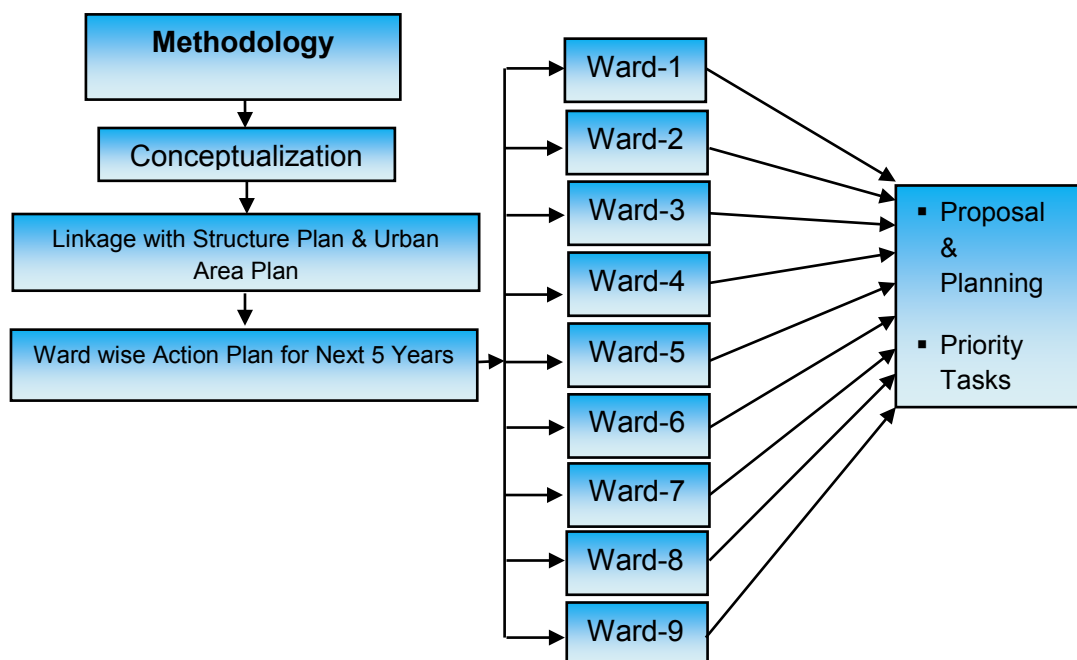 Methodology
Conceptualization
Linkage with Structure Plan & Urban
Area Plan
Ward wise Action Plan for Next 5 Years
Ward-1
Ward-2
Ward-3
Ward-4
Ward-5
Ward-6
Ward-7
Ward-8
Ward-9
▪ Proposal
&
Planning
▪ Priority
Tasks